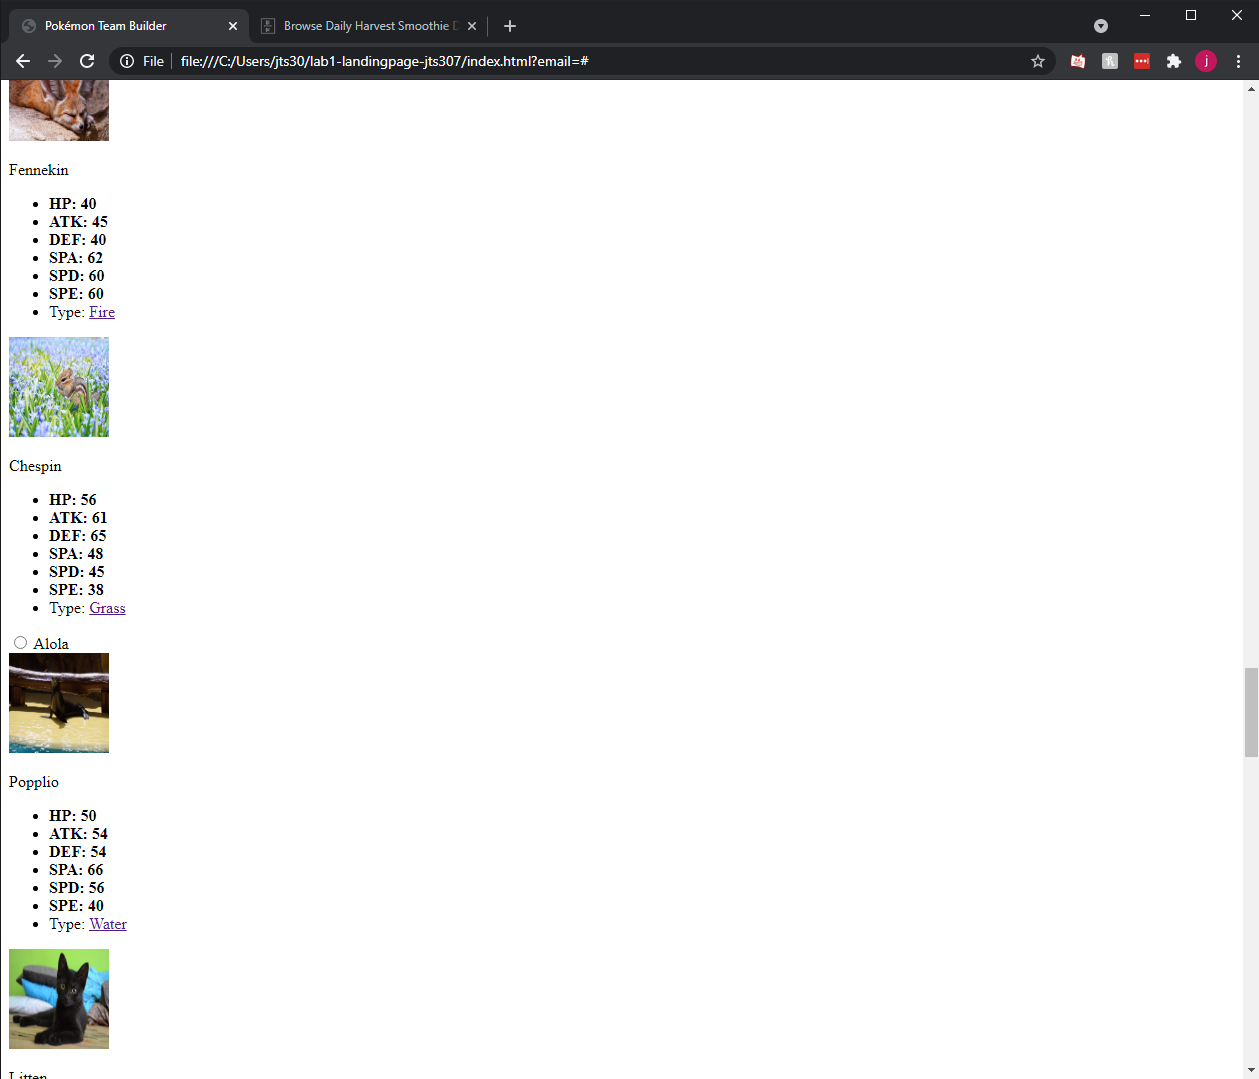 Pokémon Team Builder
Browse Daily Harvest Smoothie
File
file:///C:/Users/jts30/lab1-landingpage-jts307/index.html?email=#
j
Fennekin
HP: 40
ATK: 45
DEF: 40
SPA: 62
SPD: 60
SPE: 60
Type: Fire
Chespin
HP: 56
ATK: 61
DEF: 65
SPA: 48
SPD: 45
SPE: 38
Type: Grass
Alola
Popplio
HP: 50
ATK: 54
DEF: 54
SPA: 66
SPD: 56
SPE: 40
Type: Water
Litten